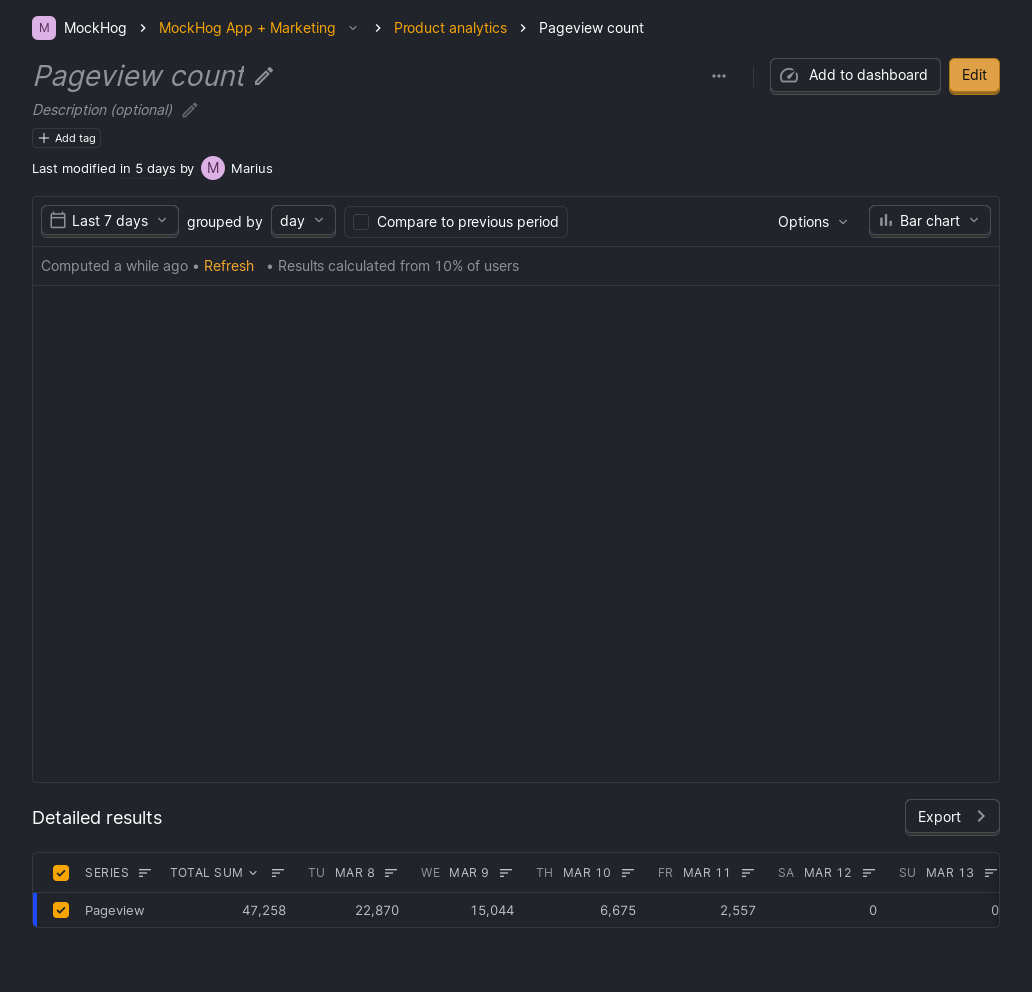 M MockHog > MockHog App + Marketing > Product analytics > Pageview count
Pageview count
Add to dashboard
Edit
Description (optional)
Add tag
Last modified in 5 days by M Marius
Last 7 days grouped by day Compare to previous period Options Bar chart
Computed a while ago • Refresh • Results calculated from 10% of users
Detailed results
Export
SERIES TOTAL SUM TU MAR 8 WE MAR 9 TH MAR 10 FR MAR 11 SA MAR 12 SU MAR 13
Pageview 47,258 22,870 15,044 6,675 2,557 0 0